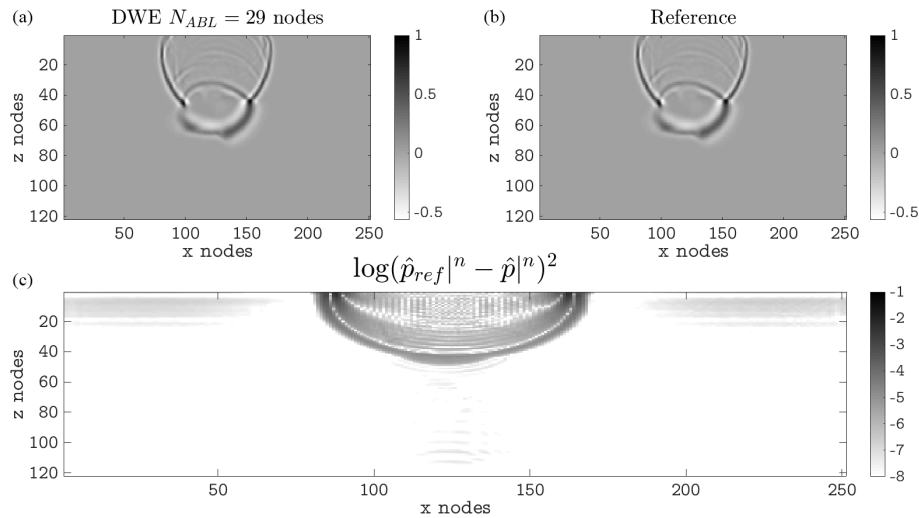 (a) DWE N_{ABL} = 29 nodes
(b) Reference
20
40
60
80
100
120
z nodes
50 100 150 200 250
x nodes
1
0.5
0
-0.5
20
40
60
80
100
120
z nodes
50 100 150 200 250
x nodes
1
0.5
0
-0.5
(c) log(\hat{p}_{ref}|^n − \hat{p}|^n)^2
20
40
60
80
100
120
z nodes
50 100 150 200 250
x nodes
-1
-2
-3
-4
-5
-6
-7
-8